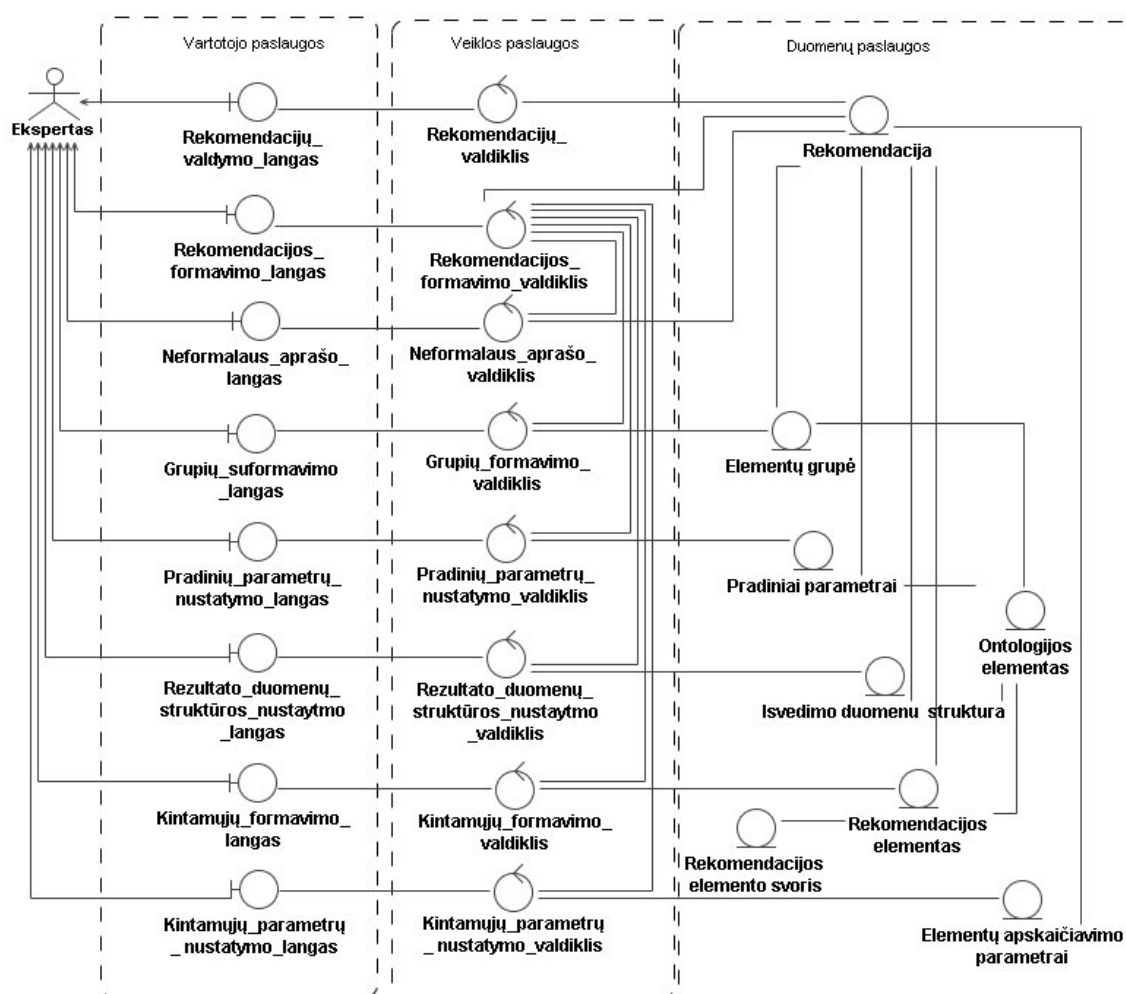 Vartotojo paslaugos
Veiklos paslaugos
Duomenų paslaugos
Ekspertas
Rekomendacijų_
valdymo_langas
Rekomendacijų_
valdiklis
Rekomendacija
Rekomendacijos_
formavimo_langas
Rekomendacijos_
formavimo_valdiklis
Neformalaus_aprašo_
langas
Neformalaus_aprašo_
valdiklis
Grupių_suformavimo
_langas
Grupių_formavimo_
valdiklis
Elementų grupė
Pradinių_parametrų_
nustatymo_langas
Pradinių_parametrų_
nustatymo_valdiklis
Pradiniai parametrai
Ontologijos
elementas
Rezultato_duomenų_
struktūros_nustaytmo
_langas
Rezultato_duomenų_
struktūros_nustaytmo
_valdiklis
Isvedimo duomenu_struktura
Kintamųjų_formavimo_
langas
Kintamųjų_formavimo_
valdiklis
Rekomendacijos
elementas
Rekomendacijos
elemento svoris
Kintamųjų_parametrų
_nustatymo_langas
Kintamųjų_parametrų
_nustatymo_valdiklis
Elementų apskaičiavimo
parametrai